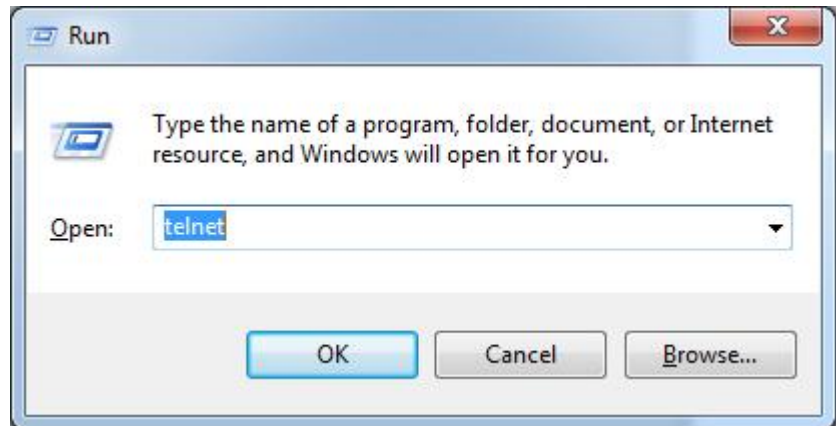 Run
Type the name of a program, folder, document, or Internet
resource, and Windows will open it for you.
Open: telnet
OK Cancel Browse...